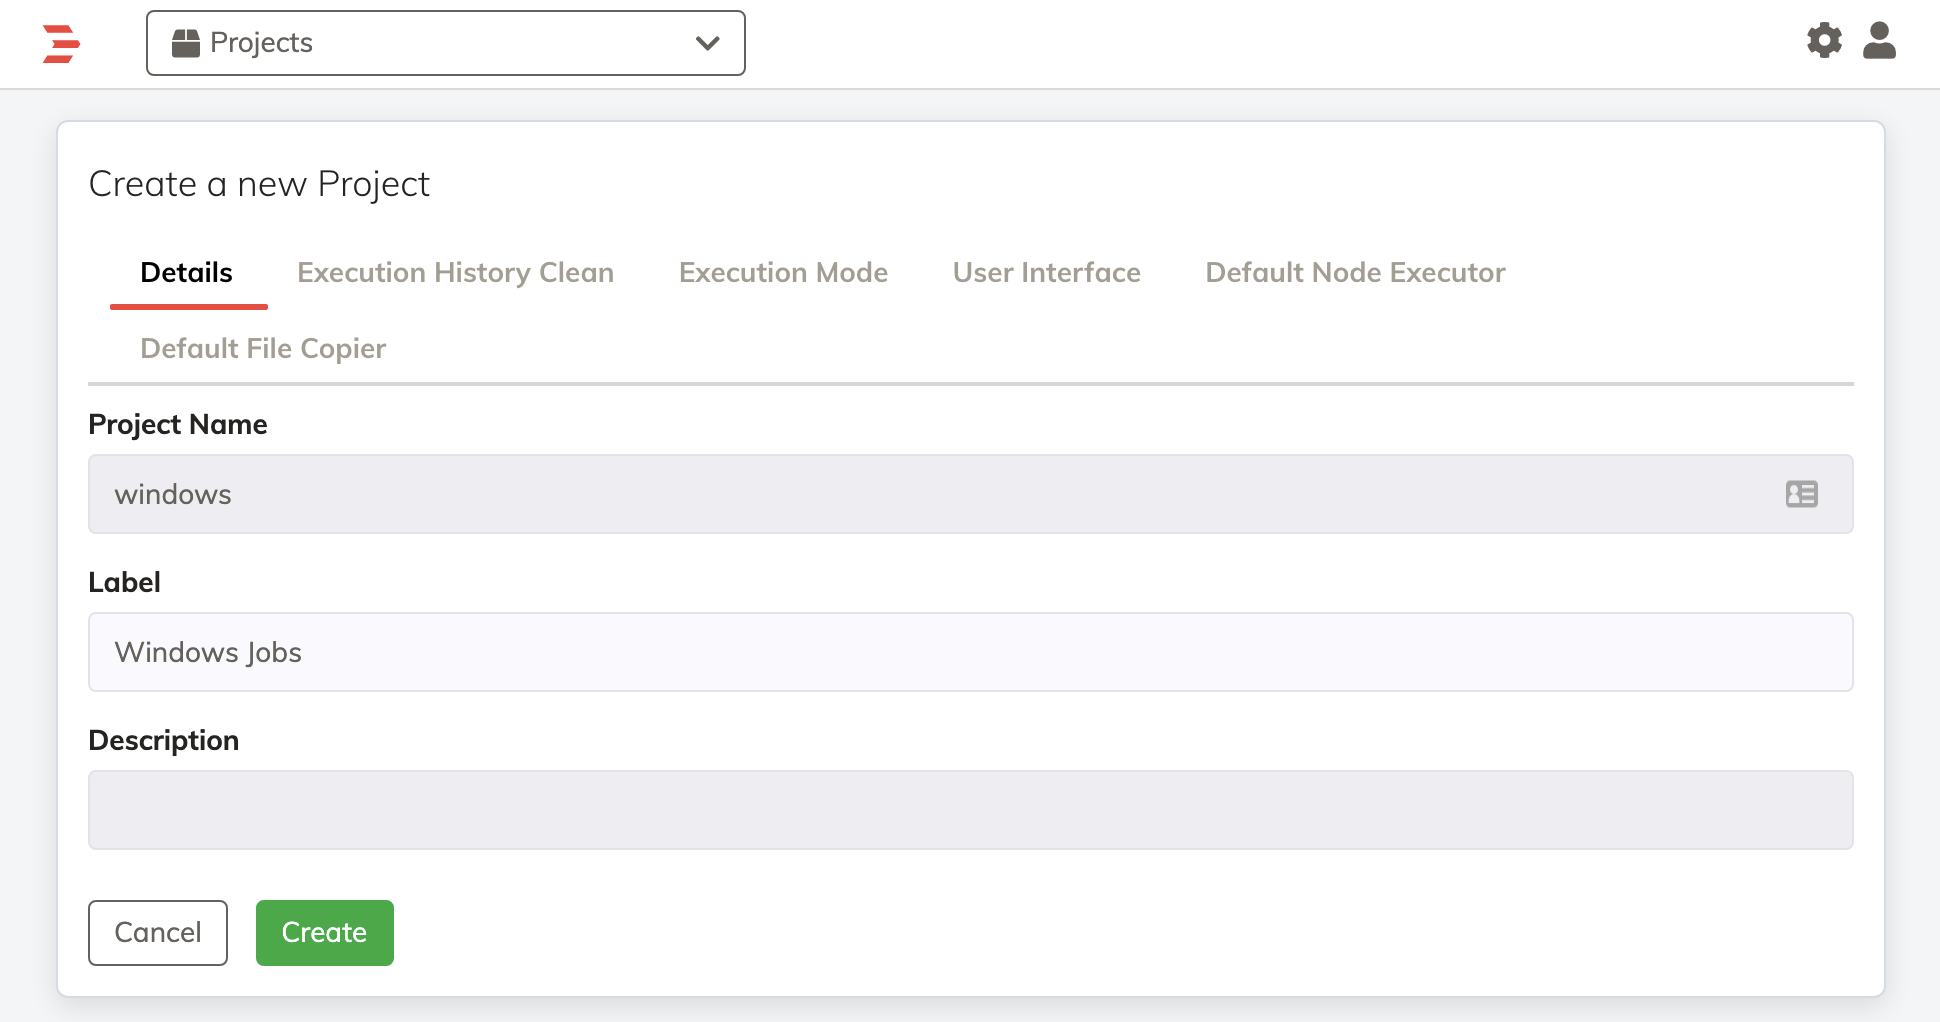 Projects
Create a new Project
Details Execution History Clean Execution Mode User Interface Default Node Executor
Default File Copier
Project Name
windows
Label
Windows Jobs
Description
Cancel Create